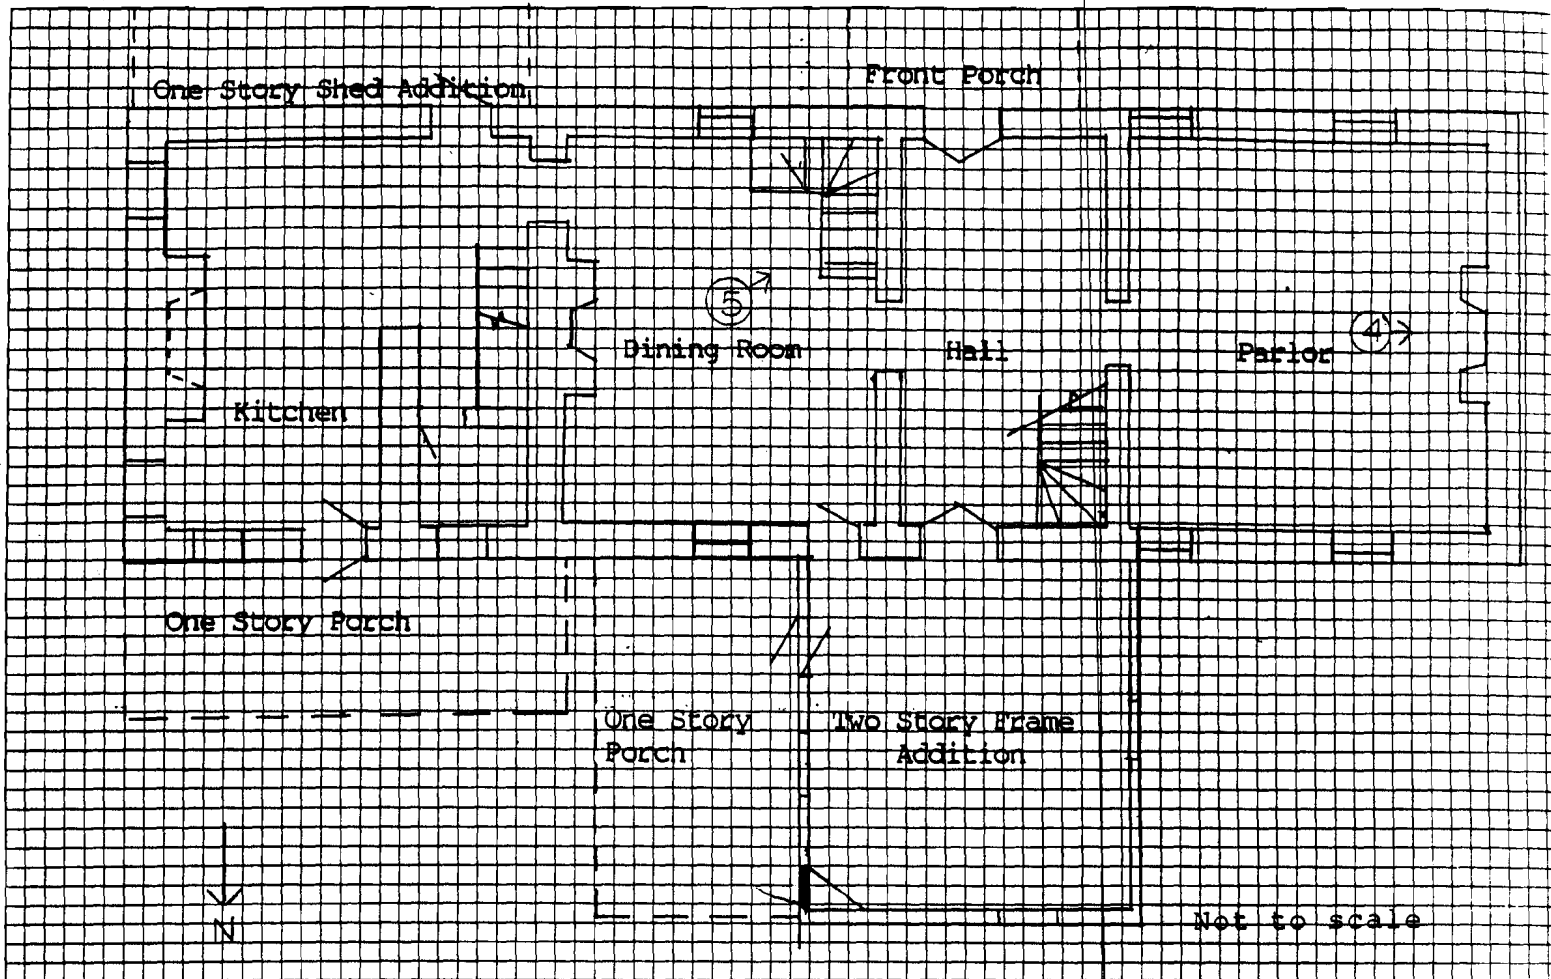 One Story Shed Addition
Front Porch
5
Dining Room
Hall
Parlor
4
Kitchen
One Story Porch
One Story
Porch
Two Story Frame
Addition
N
Not to scale